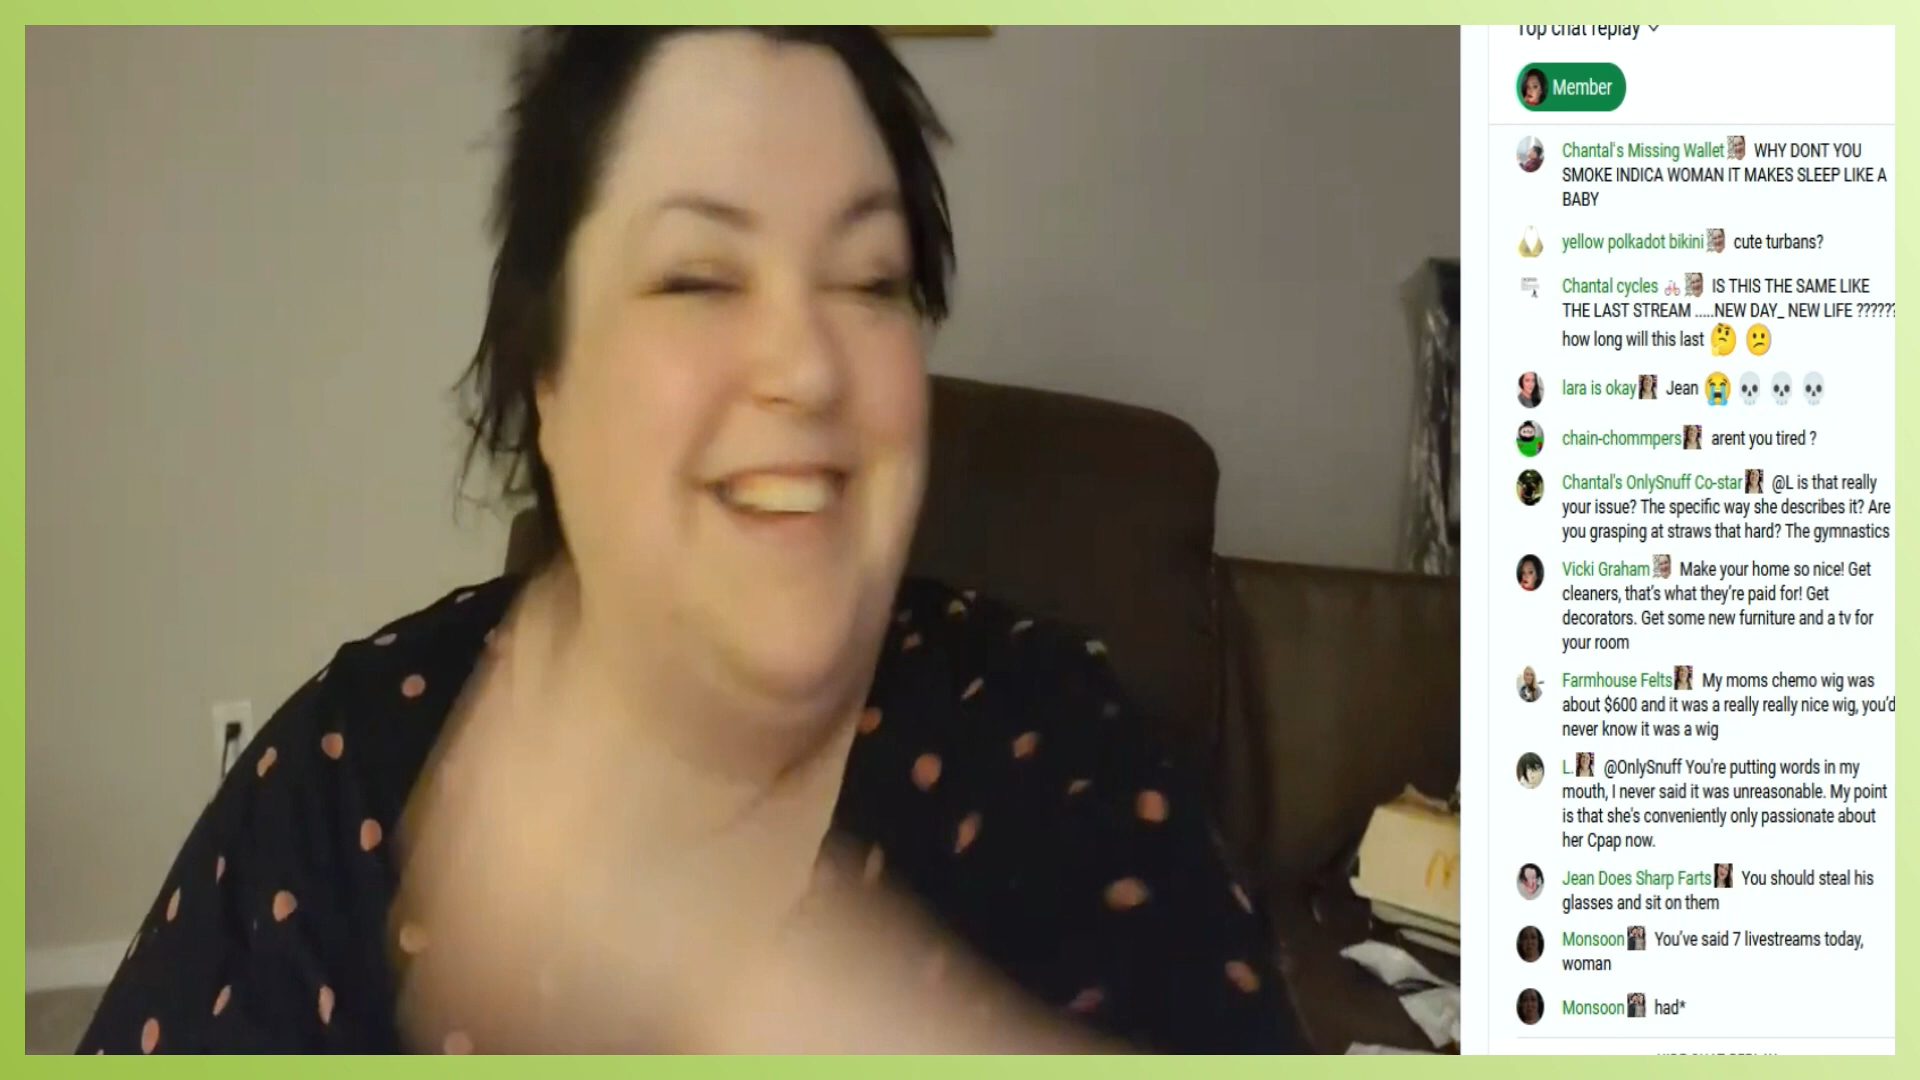 Top chat replay
Member
Chantal's Missing Wallet WHY DONT YOU
SMOKE INDICA WOMAN IT MAKES SLEEP LIKE A
BABY
yellow polkadot bikini cute turbans?
Chantal cycles 🚲 IS THIS THE SAME LIKE
THE LAST STREAM .....NEW DAY_ NEW LIFE ??????
how long will this last 🤔 😕
lara is okay Jean 😭 💀 💀 💀
chain-chommpers arent you tired ?
Chantal's OnlySnuff Co-star @L is that really
your issue? The specific way she describes it? Are
you grasping at straws that hard? The gymnastics
Vicki Graham Make your home so nice! Get
cleaners, that's what they're paid for! Get
decorators. Get some new furniture and a tv for
your room
Farmhouse Felts My moms chemo wig was
about $600 and it was a really really nice wig, you'd
never know it was a wig
L. @OnlySnuff You're putting words in my
mouth, I never said it was unreasonable. My point
is that she's conveniently only passionate about
her Cpap now.
Jean Does Sharp Farts You should steal his
glasses and sit on them
Monsoon You've said 7 livestreams today,
woman
Monsoon had*